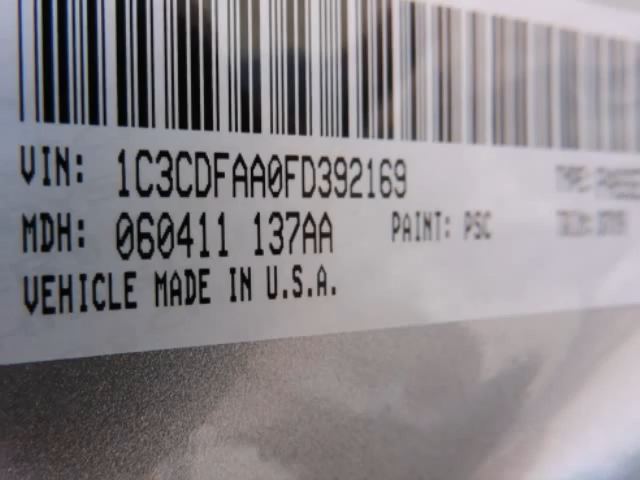 VIN: 1C3CDFAA0FD392169
MDH: 060411 137AA PAINT: PSC
VEHICLE MADE IN U.S.A.